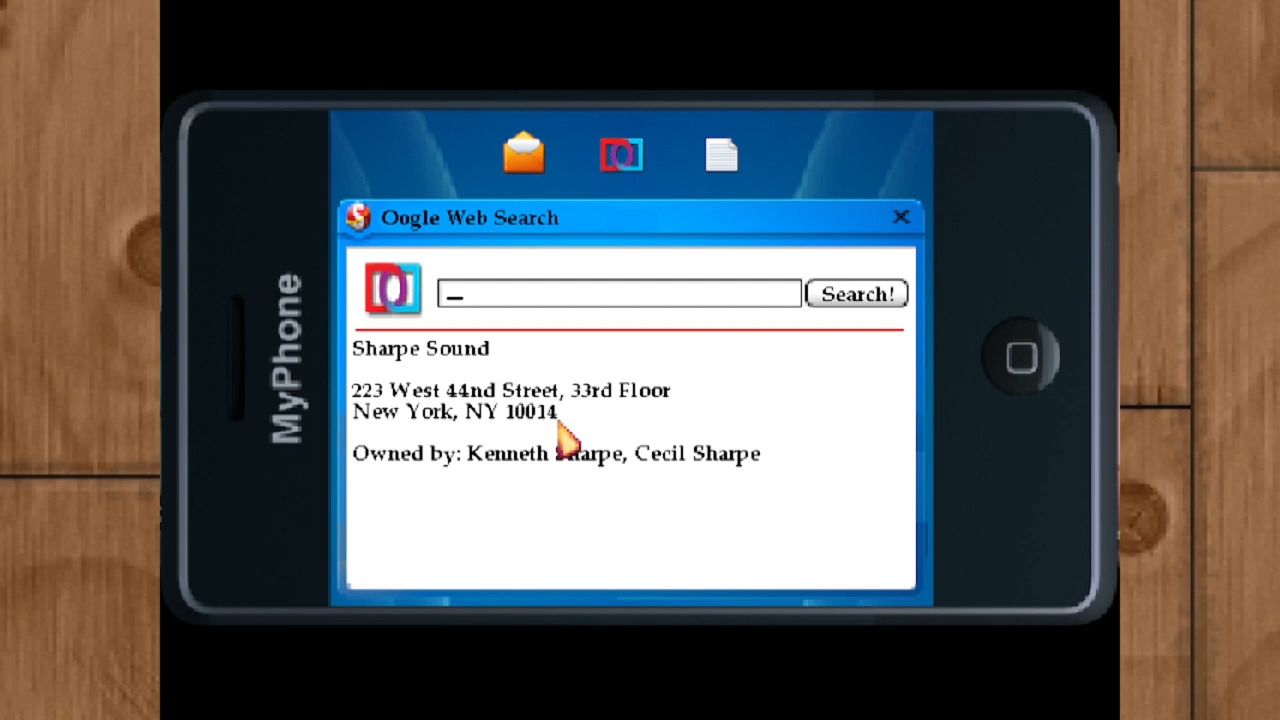 MyPhone
Oogle Web Search
Search!
Sharpe Sound
223 West 44nd Street, 33rd Floor
New York, NY 10014
Owned by: Kenneth Sharpe, Cecil Sharpe